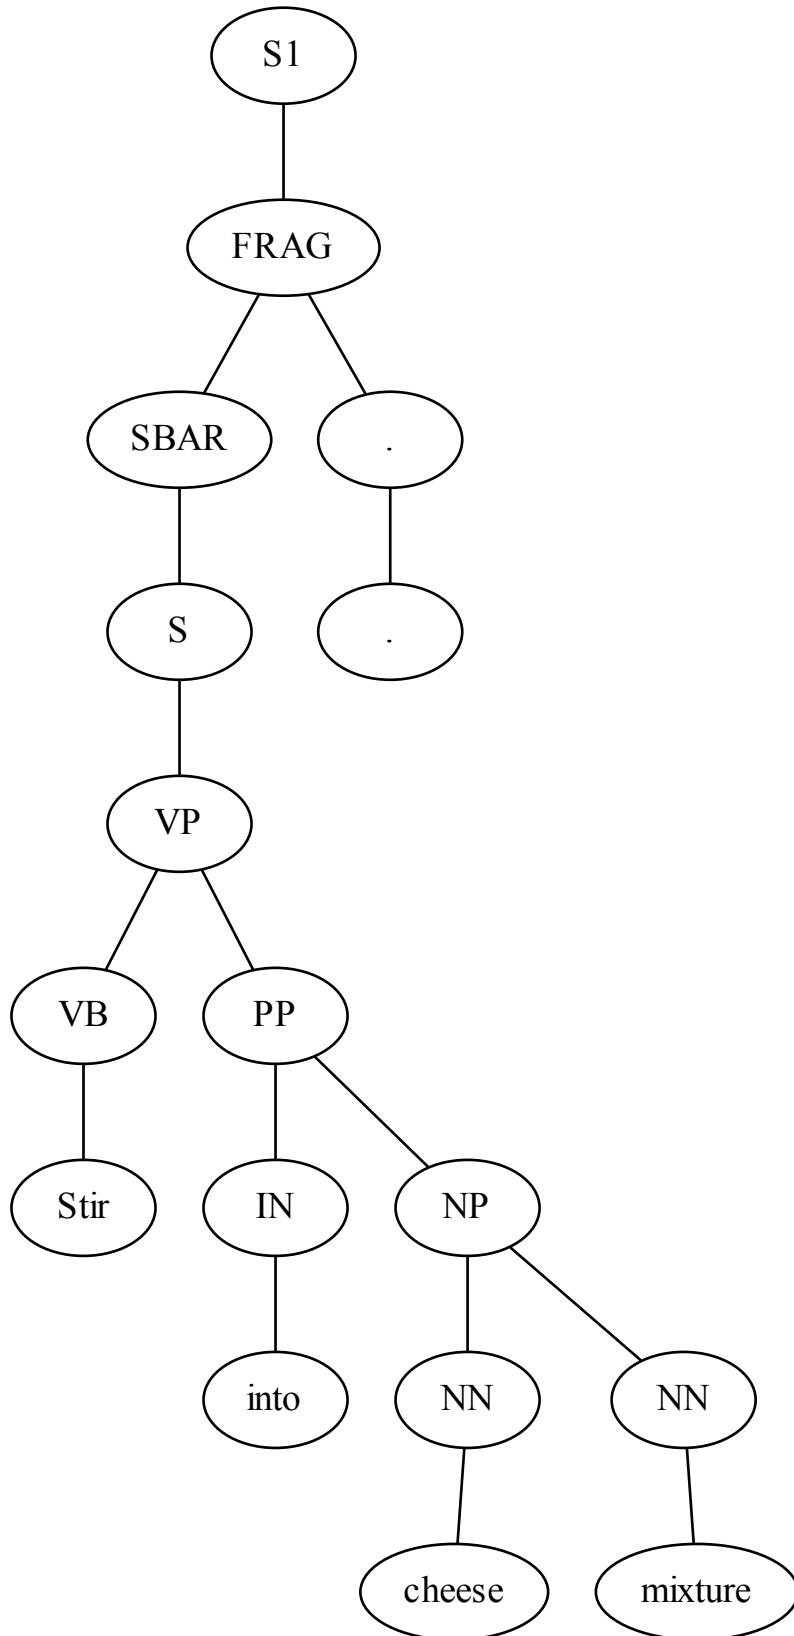 S1
FRAG
SBAR .
S .
VP
VB PP
Stir IN NP
into NN NN
cheese mixture